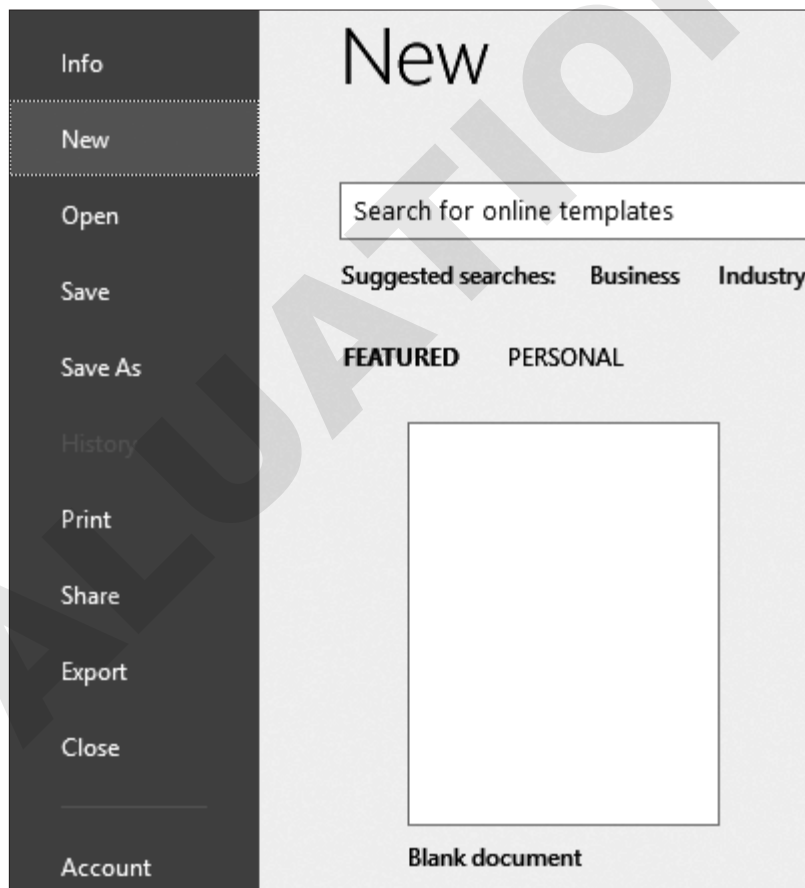 Info
New
Open
Save
Save As
History
Print
Share
Export
Close
Account
New
Search for online templates
Suggested searches: Business Industry
FEATURED PERSONAL
Blank document